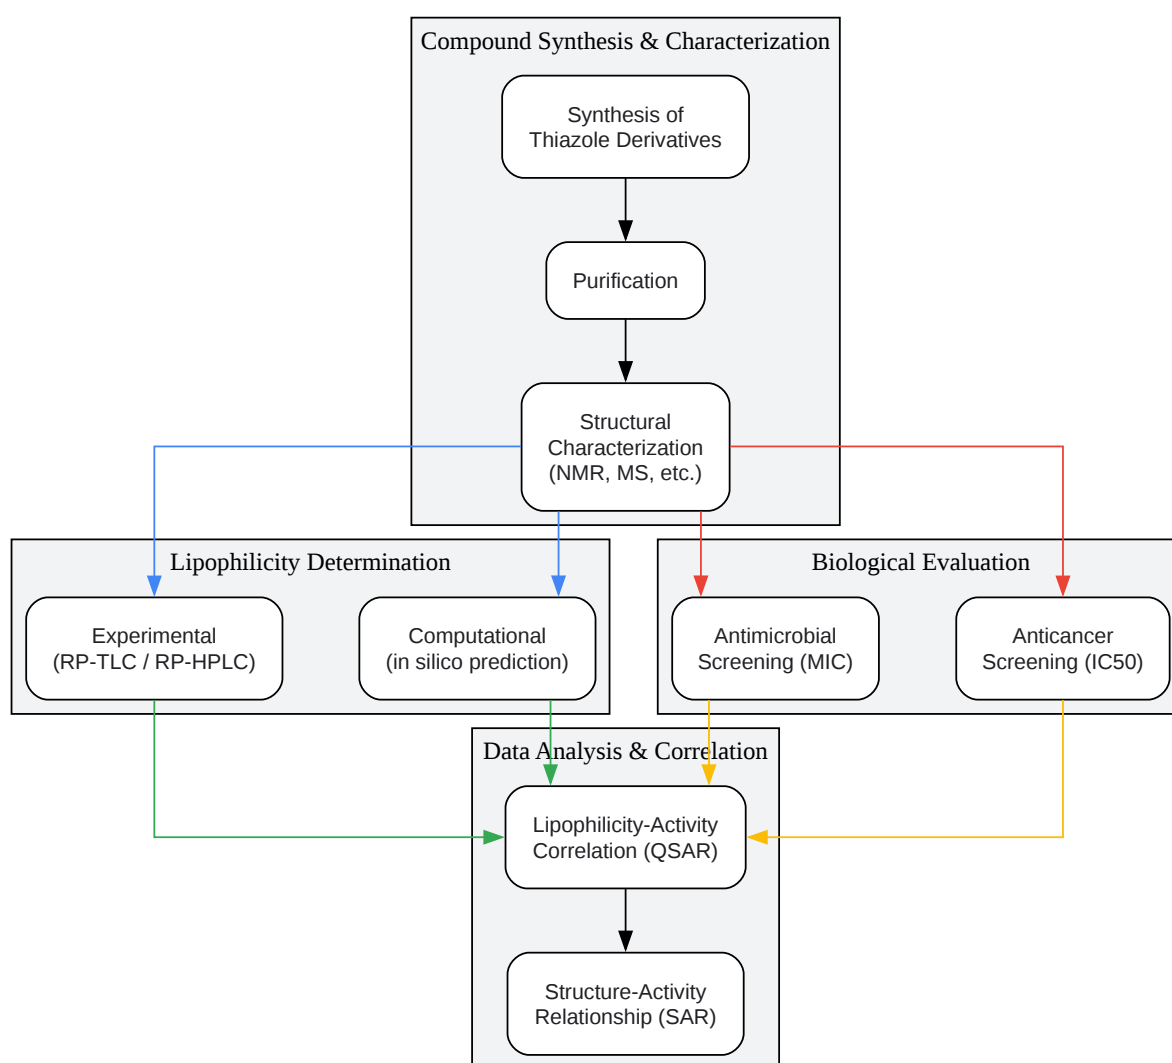 Compound Synthesis & Characterization
Synthesis of
Thiazole Derivatives
Purification
Structural
Characterization
(NMR, MS, etc.)
Lipophilicity Determination
Experimental
(RP-TLC / RP-HPLC)
Computational
(in silico prediction)
Biological Evaluation
Antimicrobial
Screening (MIC)
Anticancer
Screening (IC50)
Data Analysis & Correlation
Lipophilicity-Activity
Correlation (QSAR)
Structure-Activity
Relationship (SAR)